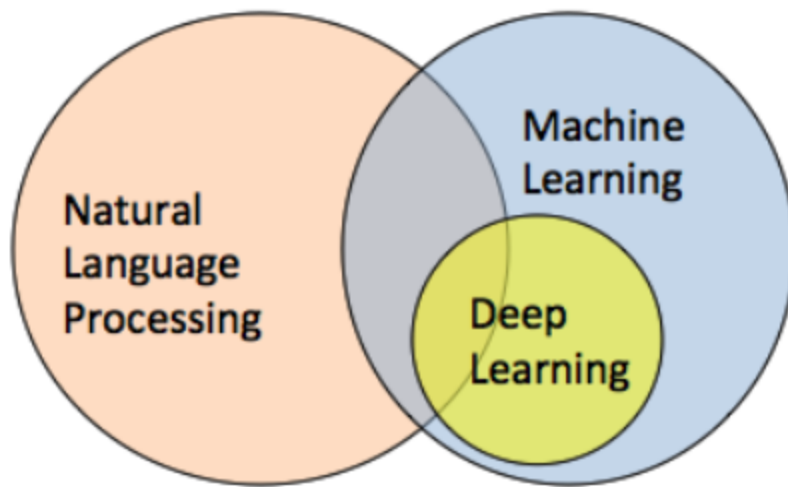 Natural
Language
Processing
Machine
Learning
Deep
Learning